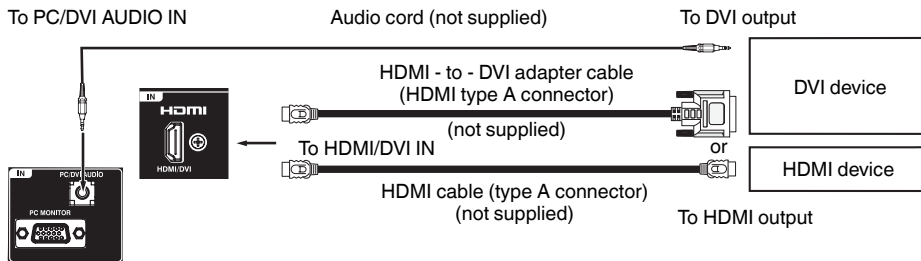 To PC/DVI AUDIO IN
Audio cord (not supplied)
To DVI output
HDMI - to - DVI adapter cable
(HDMI type A connector)
(not supplied)
DVI device
IN
HDMI
HDMI/DVI
To HDMI/DVI IN
or
HDMI device
HDMI cable (type A connector)
(not supplied)
To HDMI output
IN
PC/DVI AUDIO
PC MONITOR